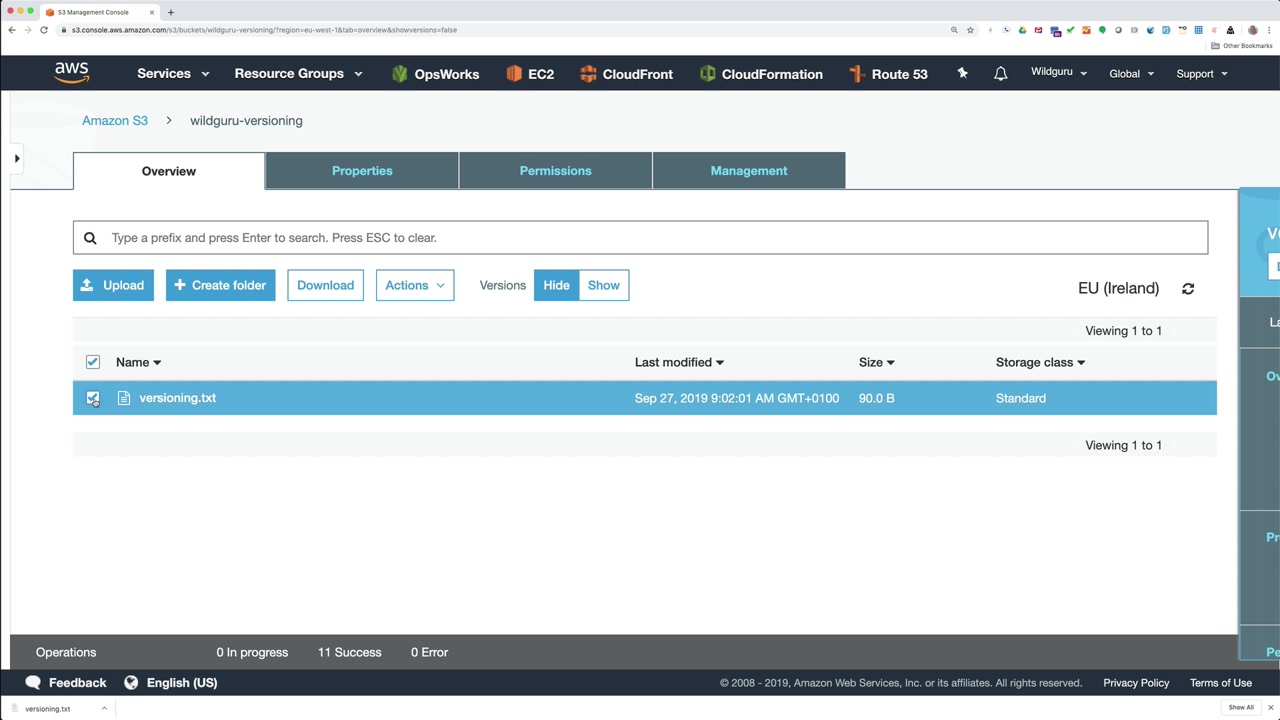 S3 Management Console
s3.console.aws.amazon.com/s3/buckets/wildguru-versioning/?region=eu-west-1&tab=overview&showversions=false
Other Bookmarks
aws Services Resource Groups OpsWorks EC2 CloudFront CloudFormation Route 53 Wildguru Global Support
Amazon S3 wildguru-versioning
Overview Properties Permissions Management
Type a prefix and press Enter to search. Press ESC to clear.
Upload Create folder Download Actions Versions Hide Show EU (Ireland)
Viewing 1 to 1
Name Last modified Size Storage class
versioning.txt Sep 27, 2019 9:02:01 AM GMT+0100 90.0 B Standard
Viewing 1 to 1
Operations 0 In progress 11 Success 0 Error
Feedback English (US) © 2008 - 2019, Amazon Web Services, Inc. or its affiliates. All rights reserved. Privacy Policy Terms of Use
versioning.txt Show All